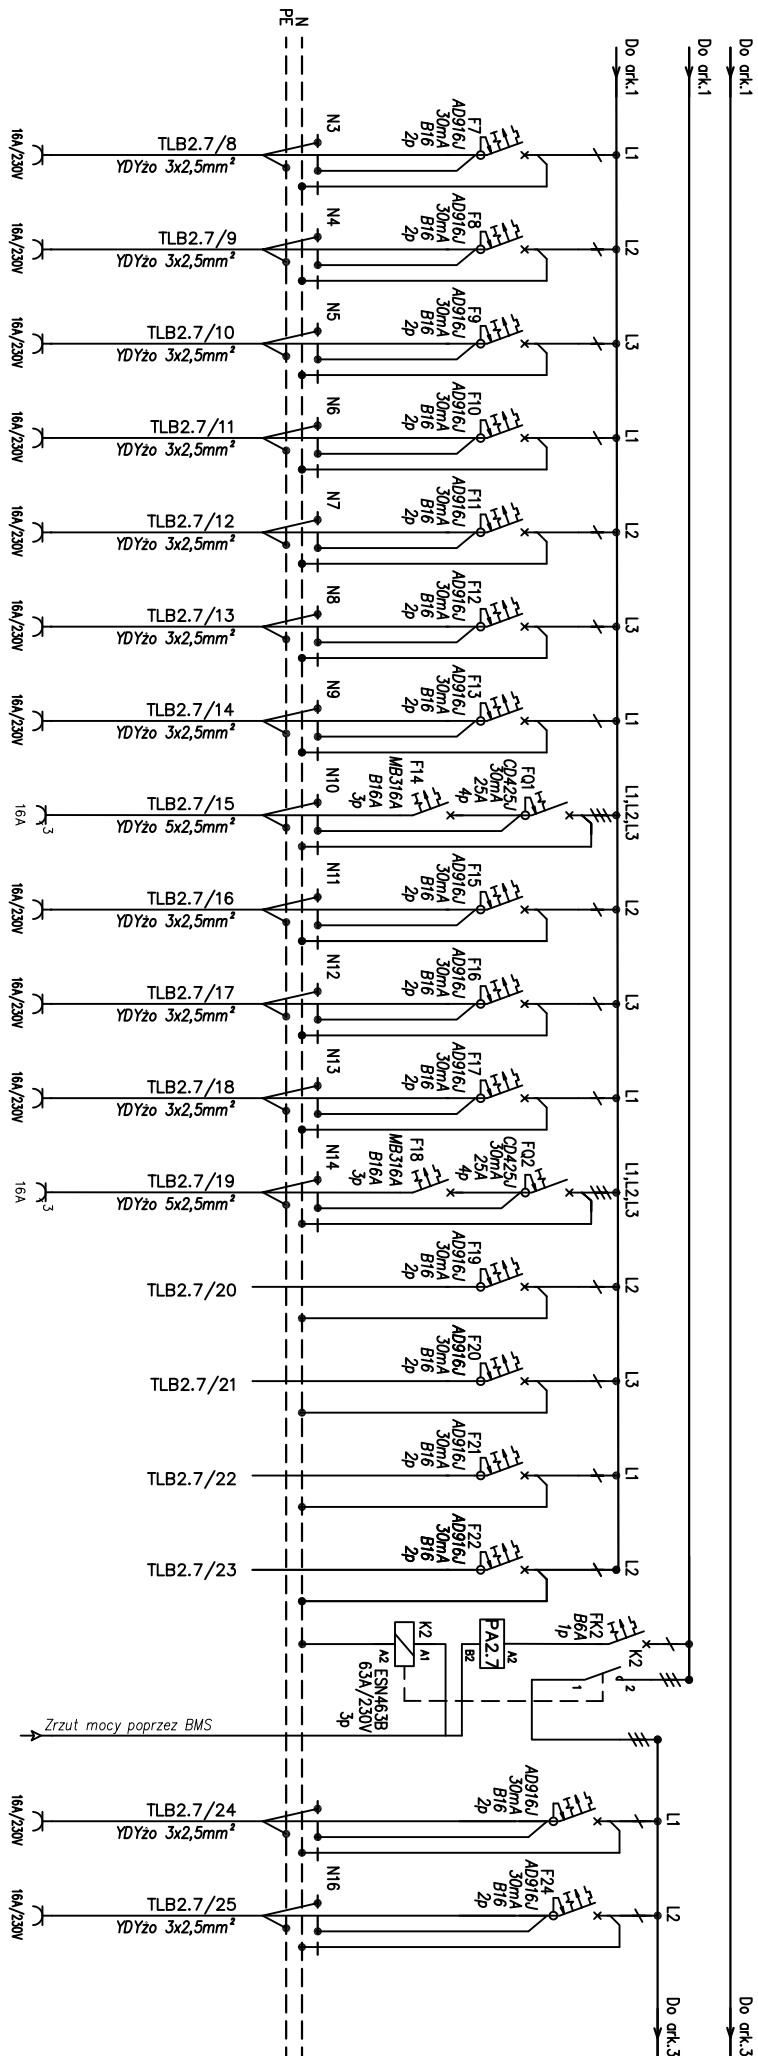 Do ark.1
Do ark.1
Do ark.1
PE
N
L1
F7
AD916J
30mA
B16
2p
N3
TLB2.7/8
YDYżo 3x2,5mm²
16A/230V
L2
F8
AD916J
30mA
B16
2p
N4
TLB2.7/9
YDYżo 3x2,5mm²
16A/230V
L3
F9
AD916J
30mA
B16
2p
N5
TLB2.7/10
YDYżo 3x2,5mm²
16A/230V
L1
F10
AD916J
30mA
B16
2p
N6
TLB2.7/11
YDYżo 3x2,5mm²
16A/230V
L2
F11
AD916J
30mA
B16
2p
N7
TLB2.7/12
YDYżo 3x2,5mm²
16A/230V
L3
F12
AD916J
30mA
B16
2p
N8
TLB2.7/13
YDYżo 3x2,5mm²
16A/230V
L1
F13
AD916J
30mA
B16
2p
N9
TLB2.7/14
YDYżo 3x2,5mm²
16A/230V
L1,L2,L3
FQ1
CD425J
30mA
25A
4p
F14
MB316A
B16A
3p
N10
TLB2.7/15
YDYżo 5x2,5mm²
3
16A
L2
F15
AD916J
30mA
B16
2p
N11
TLB2.7/16
YDYżo 3x2,5mm²
16A/230V
L3
F16
AD916J
30mA
B16
2p
N12
TLB2.7/17
YDYżo 3x2,5mm²
16A/230V
L1
F17
AD916J
30mA
B16
2p
N13
TLB2.7/18
YDYżo 3x2,5mm²
16A/230V
L1,L2,L3
FQ2
CD425J
30mA
25A
4p
F18
MB316A
B16A
3p
N14
TLB2.7/19
YDYżo 5x2,5mm²
3
16A
L2
F19
AD916J
30mA
B16
2p
TLB2.7/20
L3
F20
AD916J
30mA
B16
2p
TLB2.7/21
L1
F21
AD916J
30mA
B16
2p
TLB2.7/22
L2
F22
AD916J
30mA
B16
2p
TLB2.7/23
FK2
B6A
1p
K2
2
1
PA2.7
A2
B2
K2
A1
A2
ESN463B
63A/230V
3p
Zrzut mocy poprzez BMS
L1
AD916J
30mA
B16
2p
TLB2.7/24
YDYżo 3x2,5mm²
16A/230V
L2
F24
AD916J
30mA
B16
2p
N16
TLB2.7/25
YDYżo 3x2,5mm²
16A/230V
Do ark.3
Do ark.3